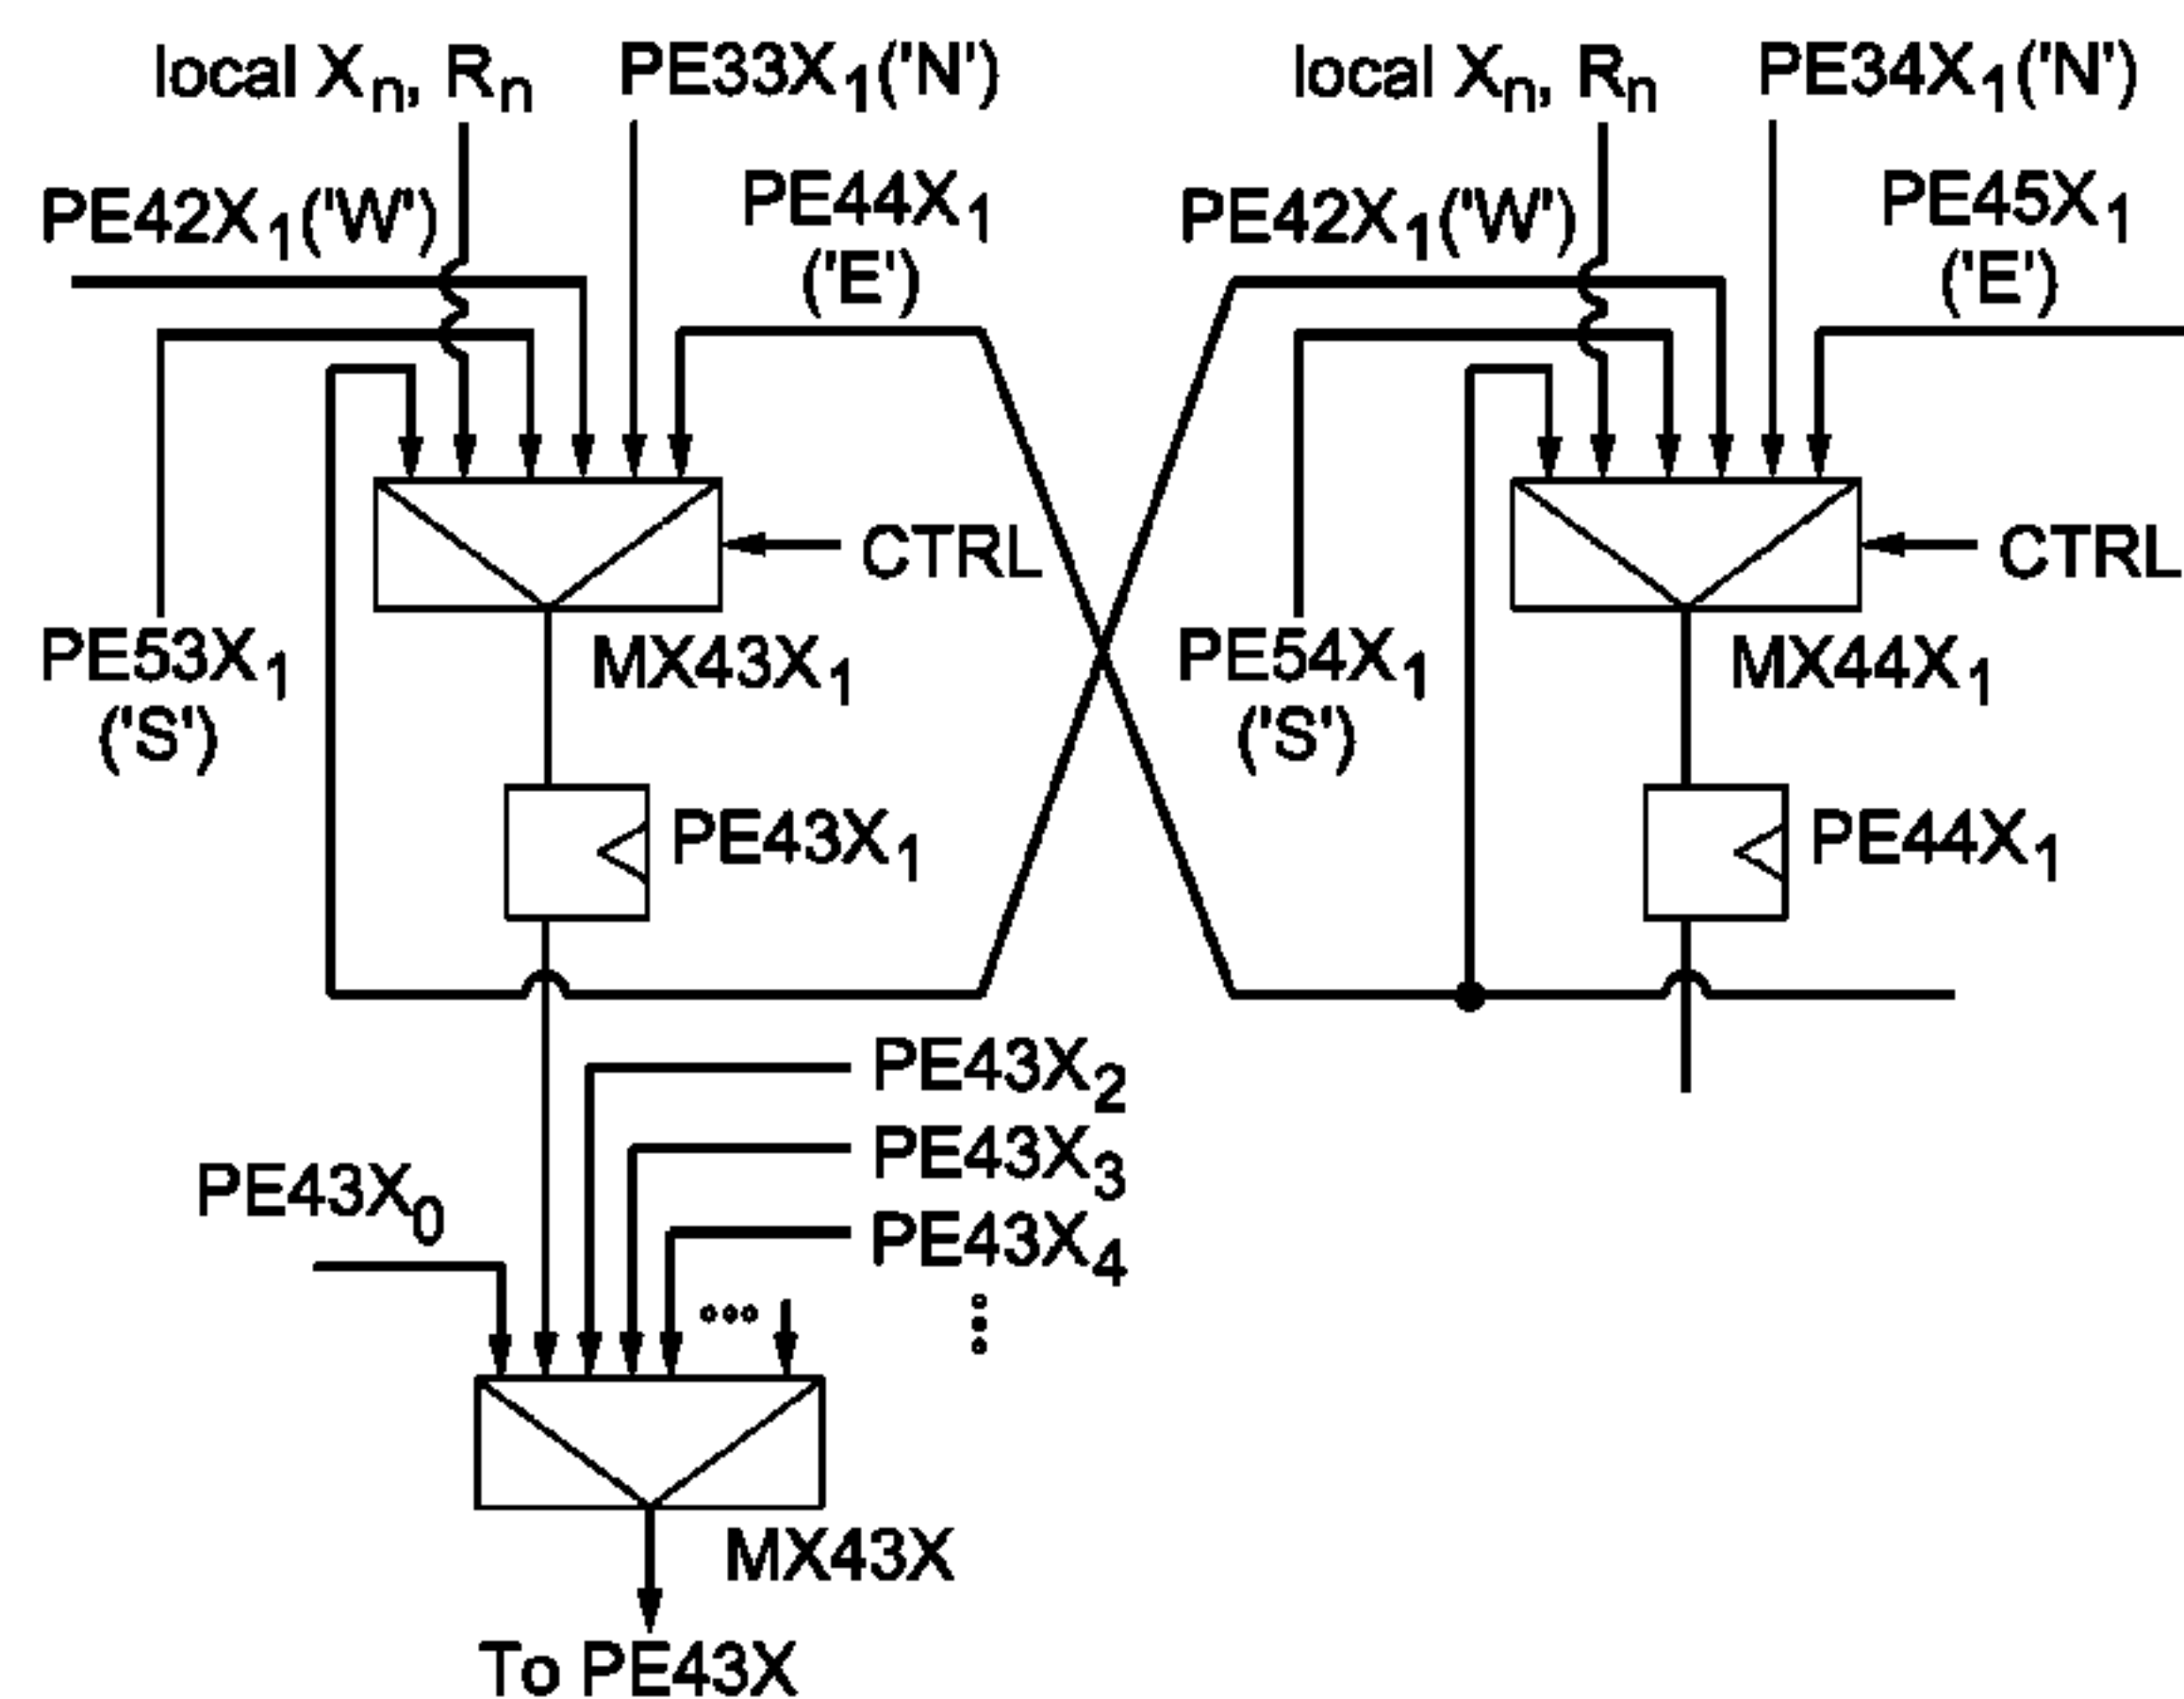 local Xn, Rn
PE33X1('N')
local Xn, Rn
PE34X1('N')
PE42X1('W')
PE44X1
('E')
PE42X1('W')
PE45X1
('E')
CTRL
CTRL
PE53X1
('S')
MX43X1
PE54X1
('S')
MX44X1
PE43X1
PE44X1
PE43X2
PE43X3
PE43X0
PE43X4
MX43X
To PE43X